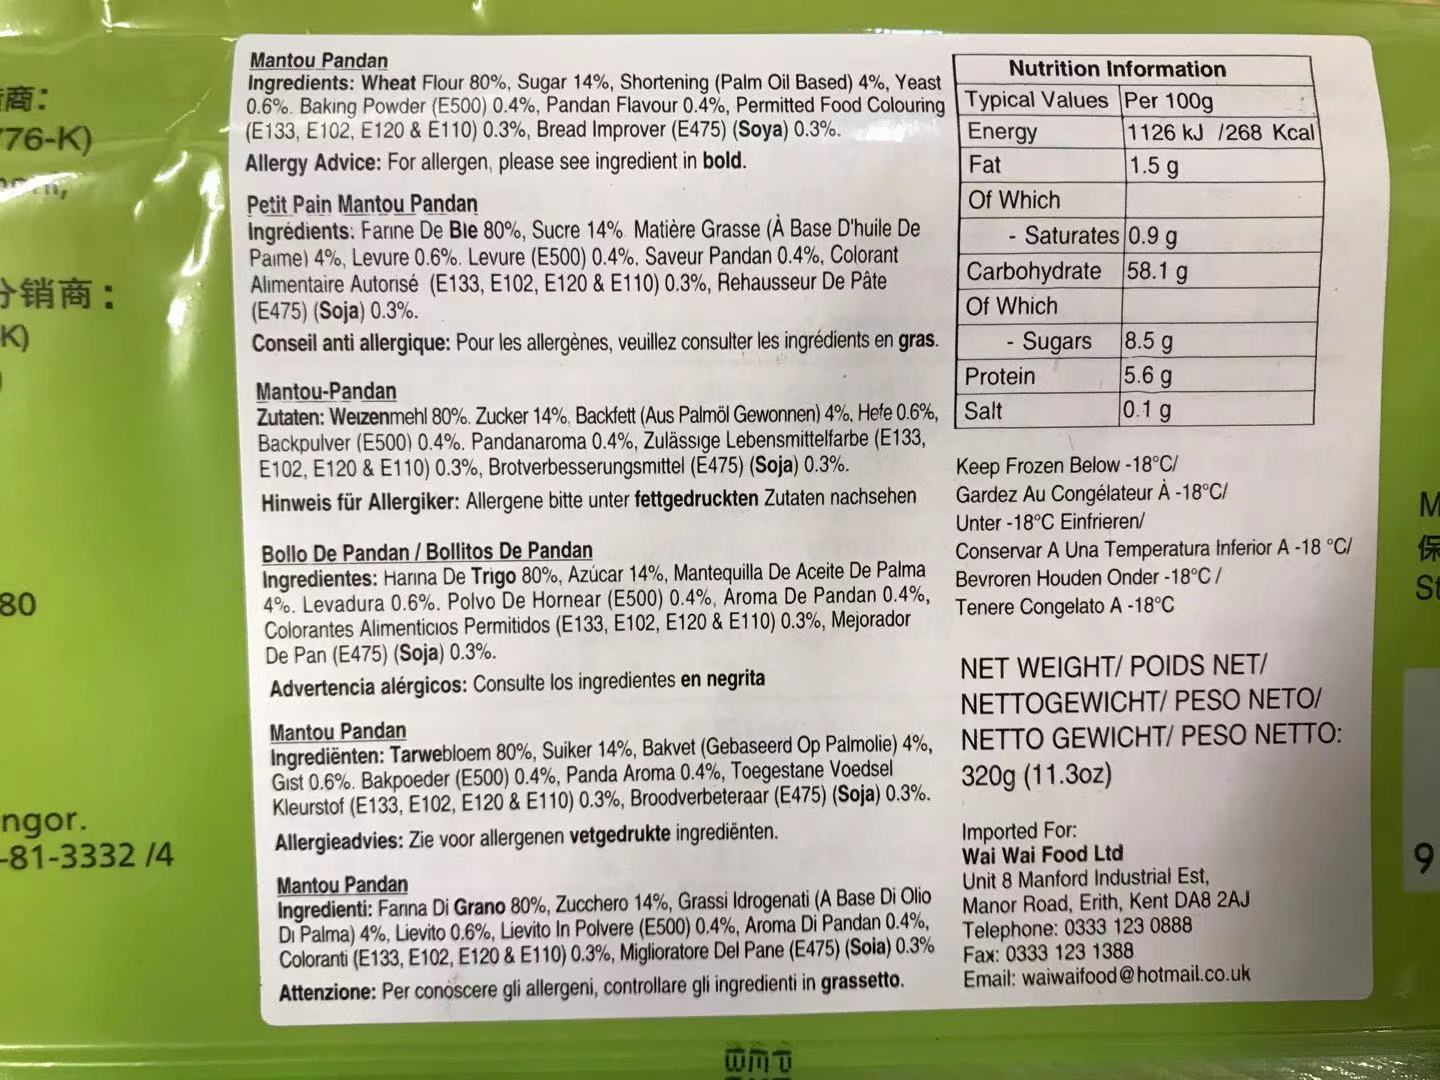 商：
76-K)
分销商：
K)
80
ngor.
-81-3332 /4
Mantou Pandan
Ingredients: Wheat Flour 80%, Sugar 14%, Shortening (Palm Oil Based) 4%, Yeast
0.6%. Baking Powder (E500) 0.4%, Pandan Flavour 0.4%, Permitted Food Colouring
(E133, E102, E120 & E110) 0.3%, Bread Improver (E475) (Soya) 0.3%.
Allergy Advice: For allergen, please see ingredient in bold.
Petit Pain Mantou Pandan
Ingrédients: Farine De Ble 80%, Sucre 14%. Matière Grasse (À Base D'huile De
Paime) 4%, Levure 0.6%. Levure (E500) 0.4%. Saveur Pandan 0.4%, Colorant
Alimentaire Autorisé (E133, E102, E120 & E110) 0.3%, Rehausseur De Pâte
(E475) (Soja) 0.3%.
Conseil anti allergique: Pour les allergènes, veuillez consulter les ingrédients en gras.
Mantou-Pandan
Zutaten: Weizenmehl 80%. Zucker 14%, Backfett (Aus Palmöl Gewonnen) 4%, Hefe 0.6%,
Backpulver (E500) 0.4%. Pandanaroma 0.4%, Zulässige Lebensmittelfarbe (E133,
E102, E120 & E110) 0.3%, Brotverbesserungsmittel (E475) (Soja) 0.3%.
Hinweis für Allergiker: Allergene bitte unter fettgedruckten Zutaten nachsehen
Bollo De Pandan / Bollitos De Pandan
Ingredientes: Harina De Trigo 80%, Azúcar 14%, Mantequilla De Aceite De Palma
4%. Levadura 0.6%. Polvo De Hornear (E500) 0.4%, Aroma De Pandan 0.4%,
Colorantes Alimenticios Permitidos (E133, E102, E120 & E110) 0.3%, Mejorador
De Pan (E475) (Soja) 0.3%.
Advertencia alérgicos: Consulte los ingredientes en negrita
Mantou Pandan
Ingrediënten: Tarwebloem 80%, Suiker 14%, Bakvet (Gebaseerd Op Palmolie) 4%,
Gist 0.6%. Bakpoeder (E500) 0.4%, Panda Aroma 0.4%, Toegestane Voedsel
Kleurstof (E133, E102, E120 & E110) 0.3%, Broodverbeteraar (E475) (Soja) 0.3%.
Allergieadvies: Zie voor allergenen vetgedrukte ingrediënten.
Mantou Pandan
Ingredienti: Farina Di Grano 80%, Zucchero 14%, Grassi Idrogenati (A Base Di Olio
Di Palma) 4%, Lievito 0.6%, Lievito In Polvere (E500) 0.4%, Aroma Di Pandan 0.4%,
Coloranti (E133, E102, E120 & E110) 0.3%, Miglioratore Del Pane (E475) (Soia) 0.3%
Attenzione: Per conoscere gli allergeni, controllare gli ingredienti in grassetto.
Nutrition Information
Typical Values Per 100g
Energy 1126 kJ /268 Kcal
Fat 1.5 g
Of Which
- Saturates 0.9 g
Carbohydrate 58.1 g
Of Which
- Sugars 8.5 g
Protein 5.6 g
Salt 0.1 g
Keep Frozen Below -18°C/
Gardez Au Congélateur À -18°C/
Unter -18°C Einfrieren/
Conservar A Una Temperatura Inferior A -18 °C/
Bevroren Houden Onder -18°C /
Tenere Congelato A -18°C
NET WEIGHT/ POIDS NET/
NETTOGEWICHT/ PESO NETO/
NETTO GEWICHT/ PESO NETTO:
320g (11.3oz)
Imported For:
Wai Wai Food Ltd
Unit 8 Manford Industrial Est,
Manor Road, Erith, Kent DA8 2AJ
Telephone: 0333 123 0888
Fax: 0333 123 1388
Email: waiwaifood@hotmail.co.uk
M
保
St
9